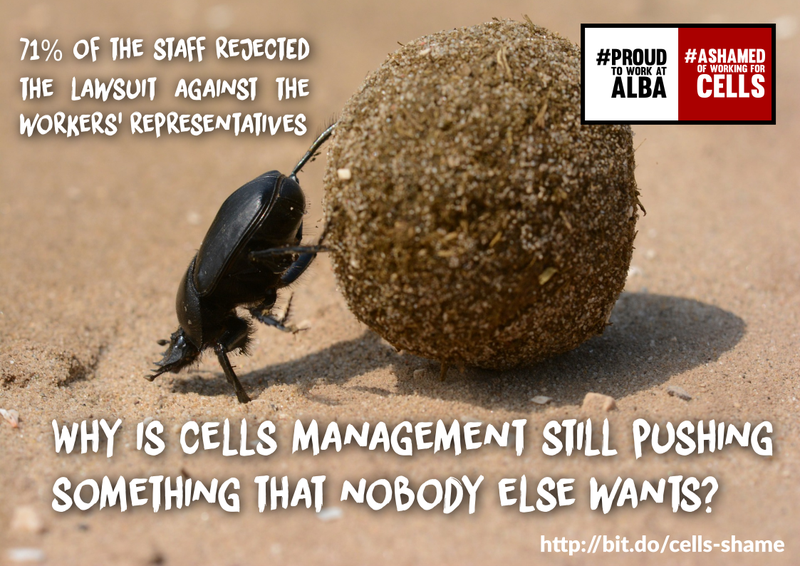 71% OF THE STAFF REJECTED
THE LAWSUIT AGAINST THE
WORKERS' REPRESENTATIVES
#PROUD
TO WORK AT
ALBA
#ASHAMED
OF WORKING FOR
CELLS
WHY IS CELLS MANAGEMENT STILL PUSHING
SOMETHING THAT NOBODY ELSE WANTS?
http://bit.do/cells-shame